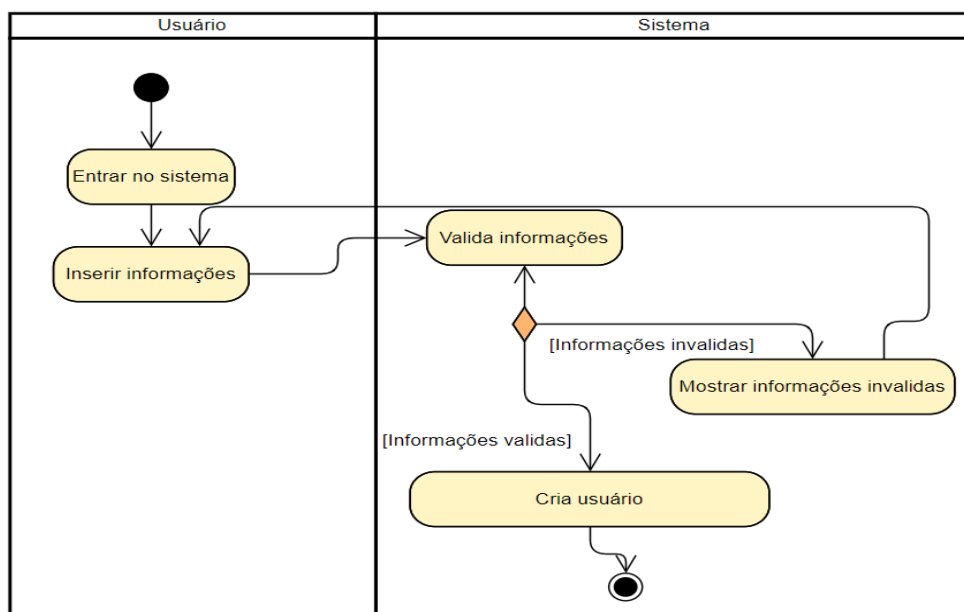 Usuário
Sistema
Entrar no sistema
Valida informações
Inserir informações
[Informações invalidas]
Mostrar informações invalidas
[Informações validas]
Cria usuário